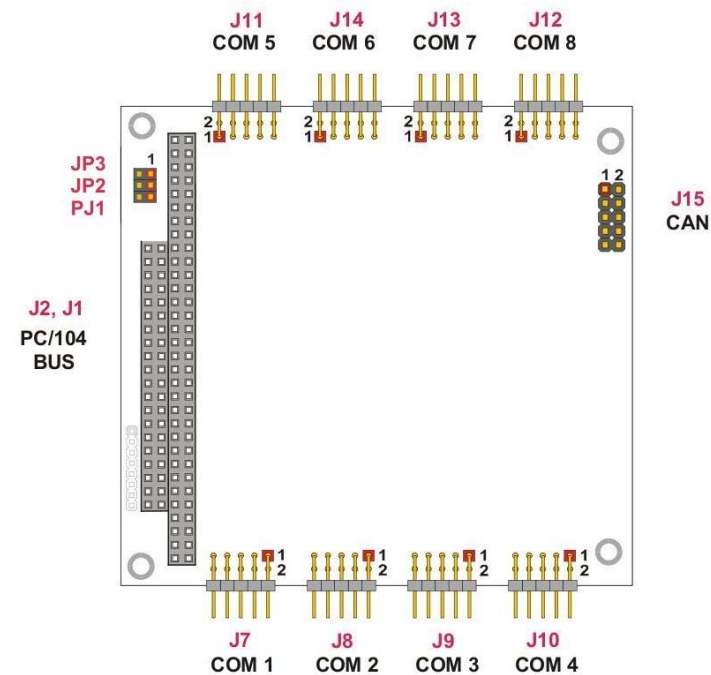 J11 J14 J13 J12
COM 5 COM 6 COM 7 COM 8
2 2 2 2
1 1 1 1
JP3 1
JP2
PJ1
1 2
J15
CAN
J2, J1
PC/104
BUS
1 1 1 1
2 2 2 2
J7 J8 J9 J10
COM 1 COM 2 COM 3 COM 4